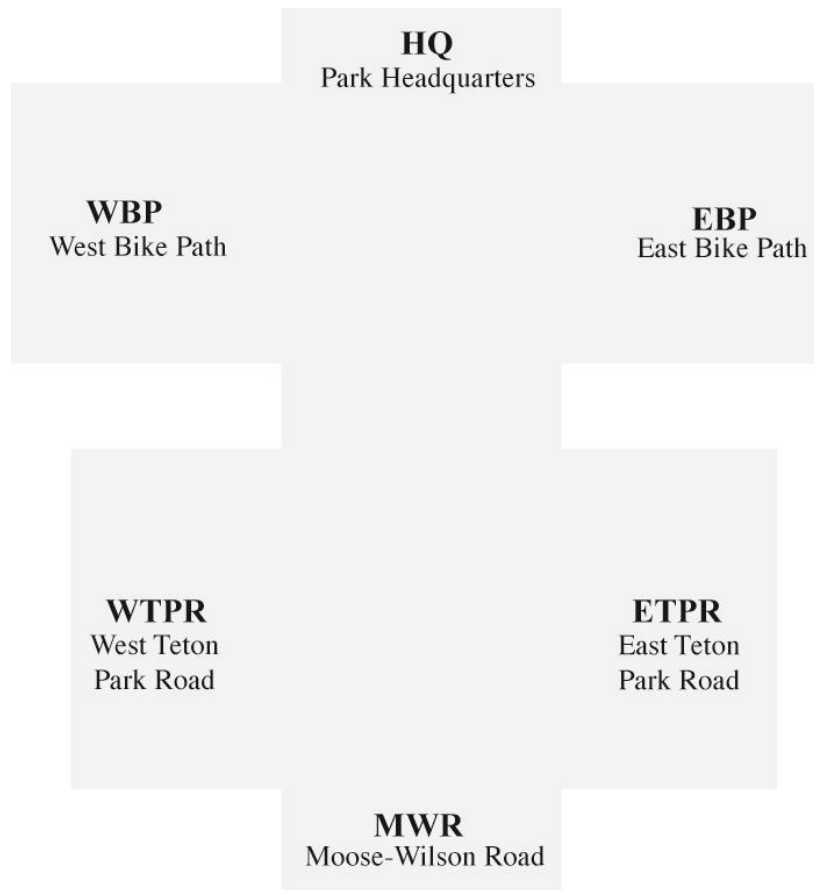 HQ
Park Headquarters
WBP
West Bike Path
EBP
East Bike Path
WTPR
West Teton
Park Road
ETPR
East Teton
Park Road
MWR
Moose-Wilson Road